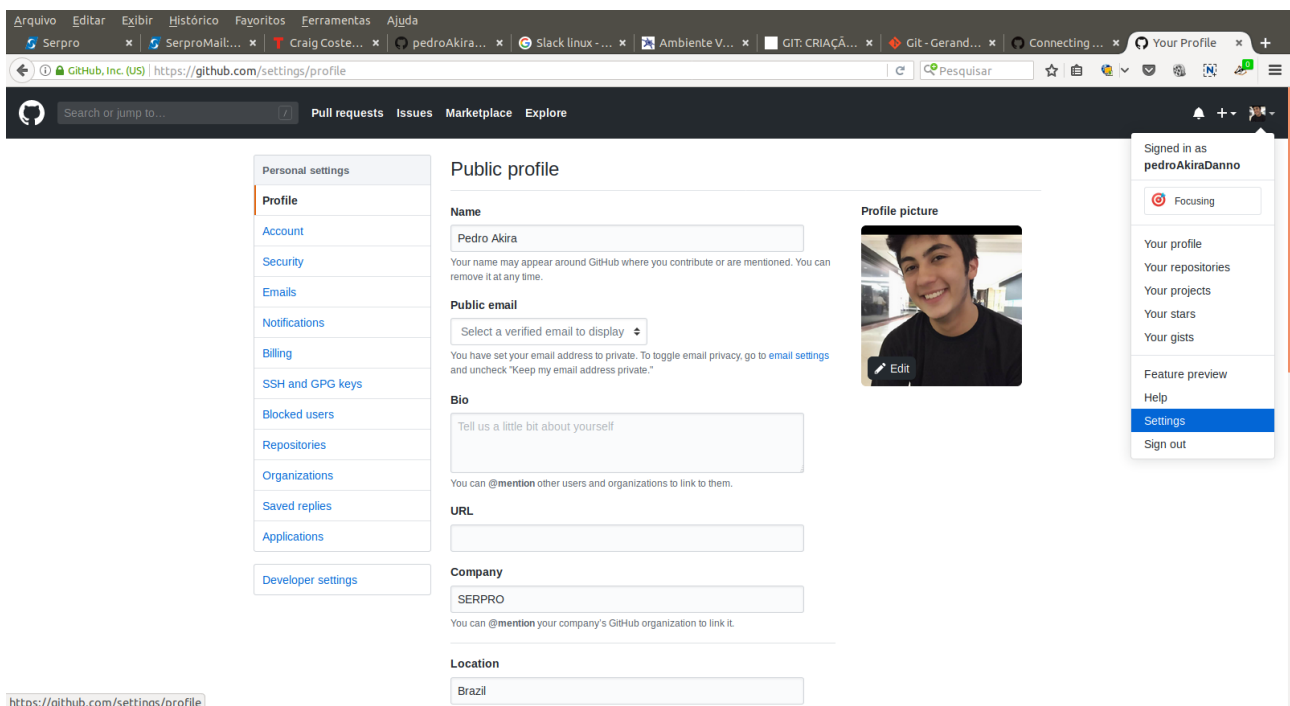 Arquivo Editar Exibir Histórico Favoritos Ferramentas Ajuda
Serpro × SerproMail:... × Craig Coste... × pedroAkira... × Slack linux - ... × Ambiente V... × GIT: CRIAÇÃ... × Git - Gerand... × Connecting ... × Your Profile × +
GitHub, Inc. (US) https://github.com/settings/profile Pesquisar 0
Search or jump to... / Pull requests Issues Marketplace Explore
Signed in as
pedroAkiraDanno
Focusing
Your profile
Your repositories
Your projects
Your stars
Your gists
Feature preview
Help
Settings
Sign out
Personal settings
Profile
Account
Security
Emails
Notifications
Billing
SSH and GPG keys
Blocked users
Repositories
Organizations
Saved replies
Applications
Developer settings
Public profile
Name
Pedro Akira
Your name may appear around GitHub where you contribute or are mentioned. You can
remove it at any time.
Public email
Select a verified email to display
You have set your email address to private. To toggle email privacy, go to email settings
and uncheck "Keep my email address private."
Bio
Tell us a little bit about yourself
You can @mention other users and organizations to link to them.
URL
Company
SERPRO
You can @mention your company's GitHub organization to link it.
Location
Brazil
Profile picture
Edit
https://github.com/settings/profile